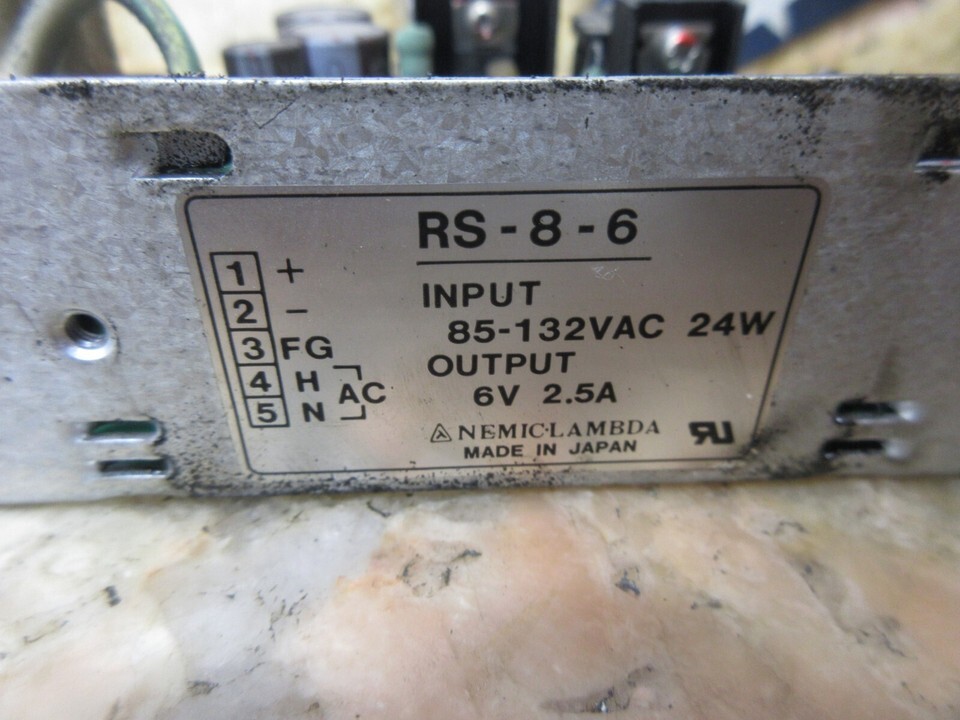 RS-8-6
1 +
2 -
3 FG
4 H
5 N
AC
INPUT
85-132VAC 24W
OUTPUT
6V 2.5A
NEMIC-LAMBDA
MADE IN JAPAN
RU